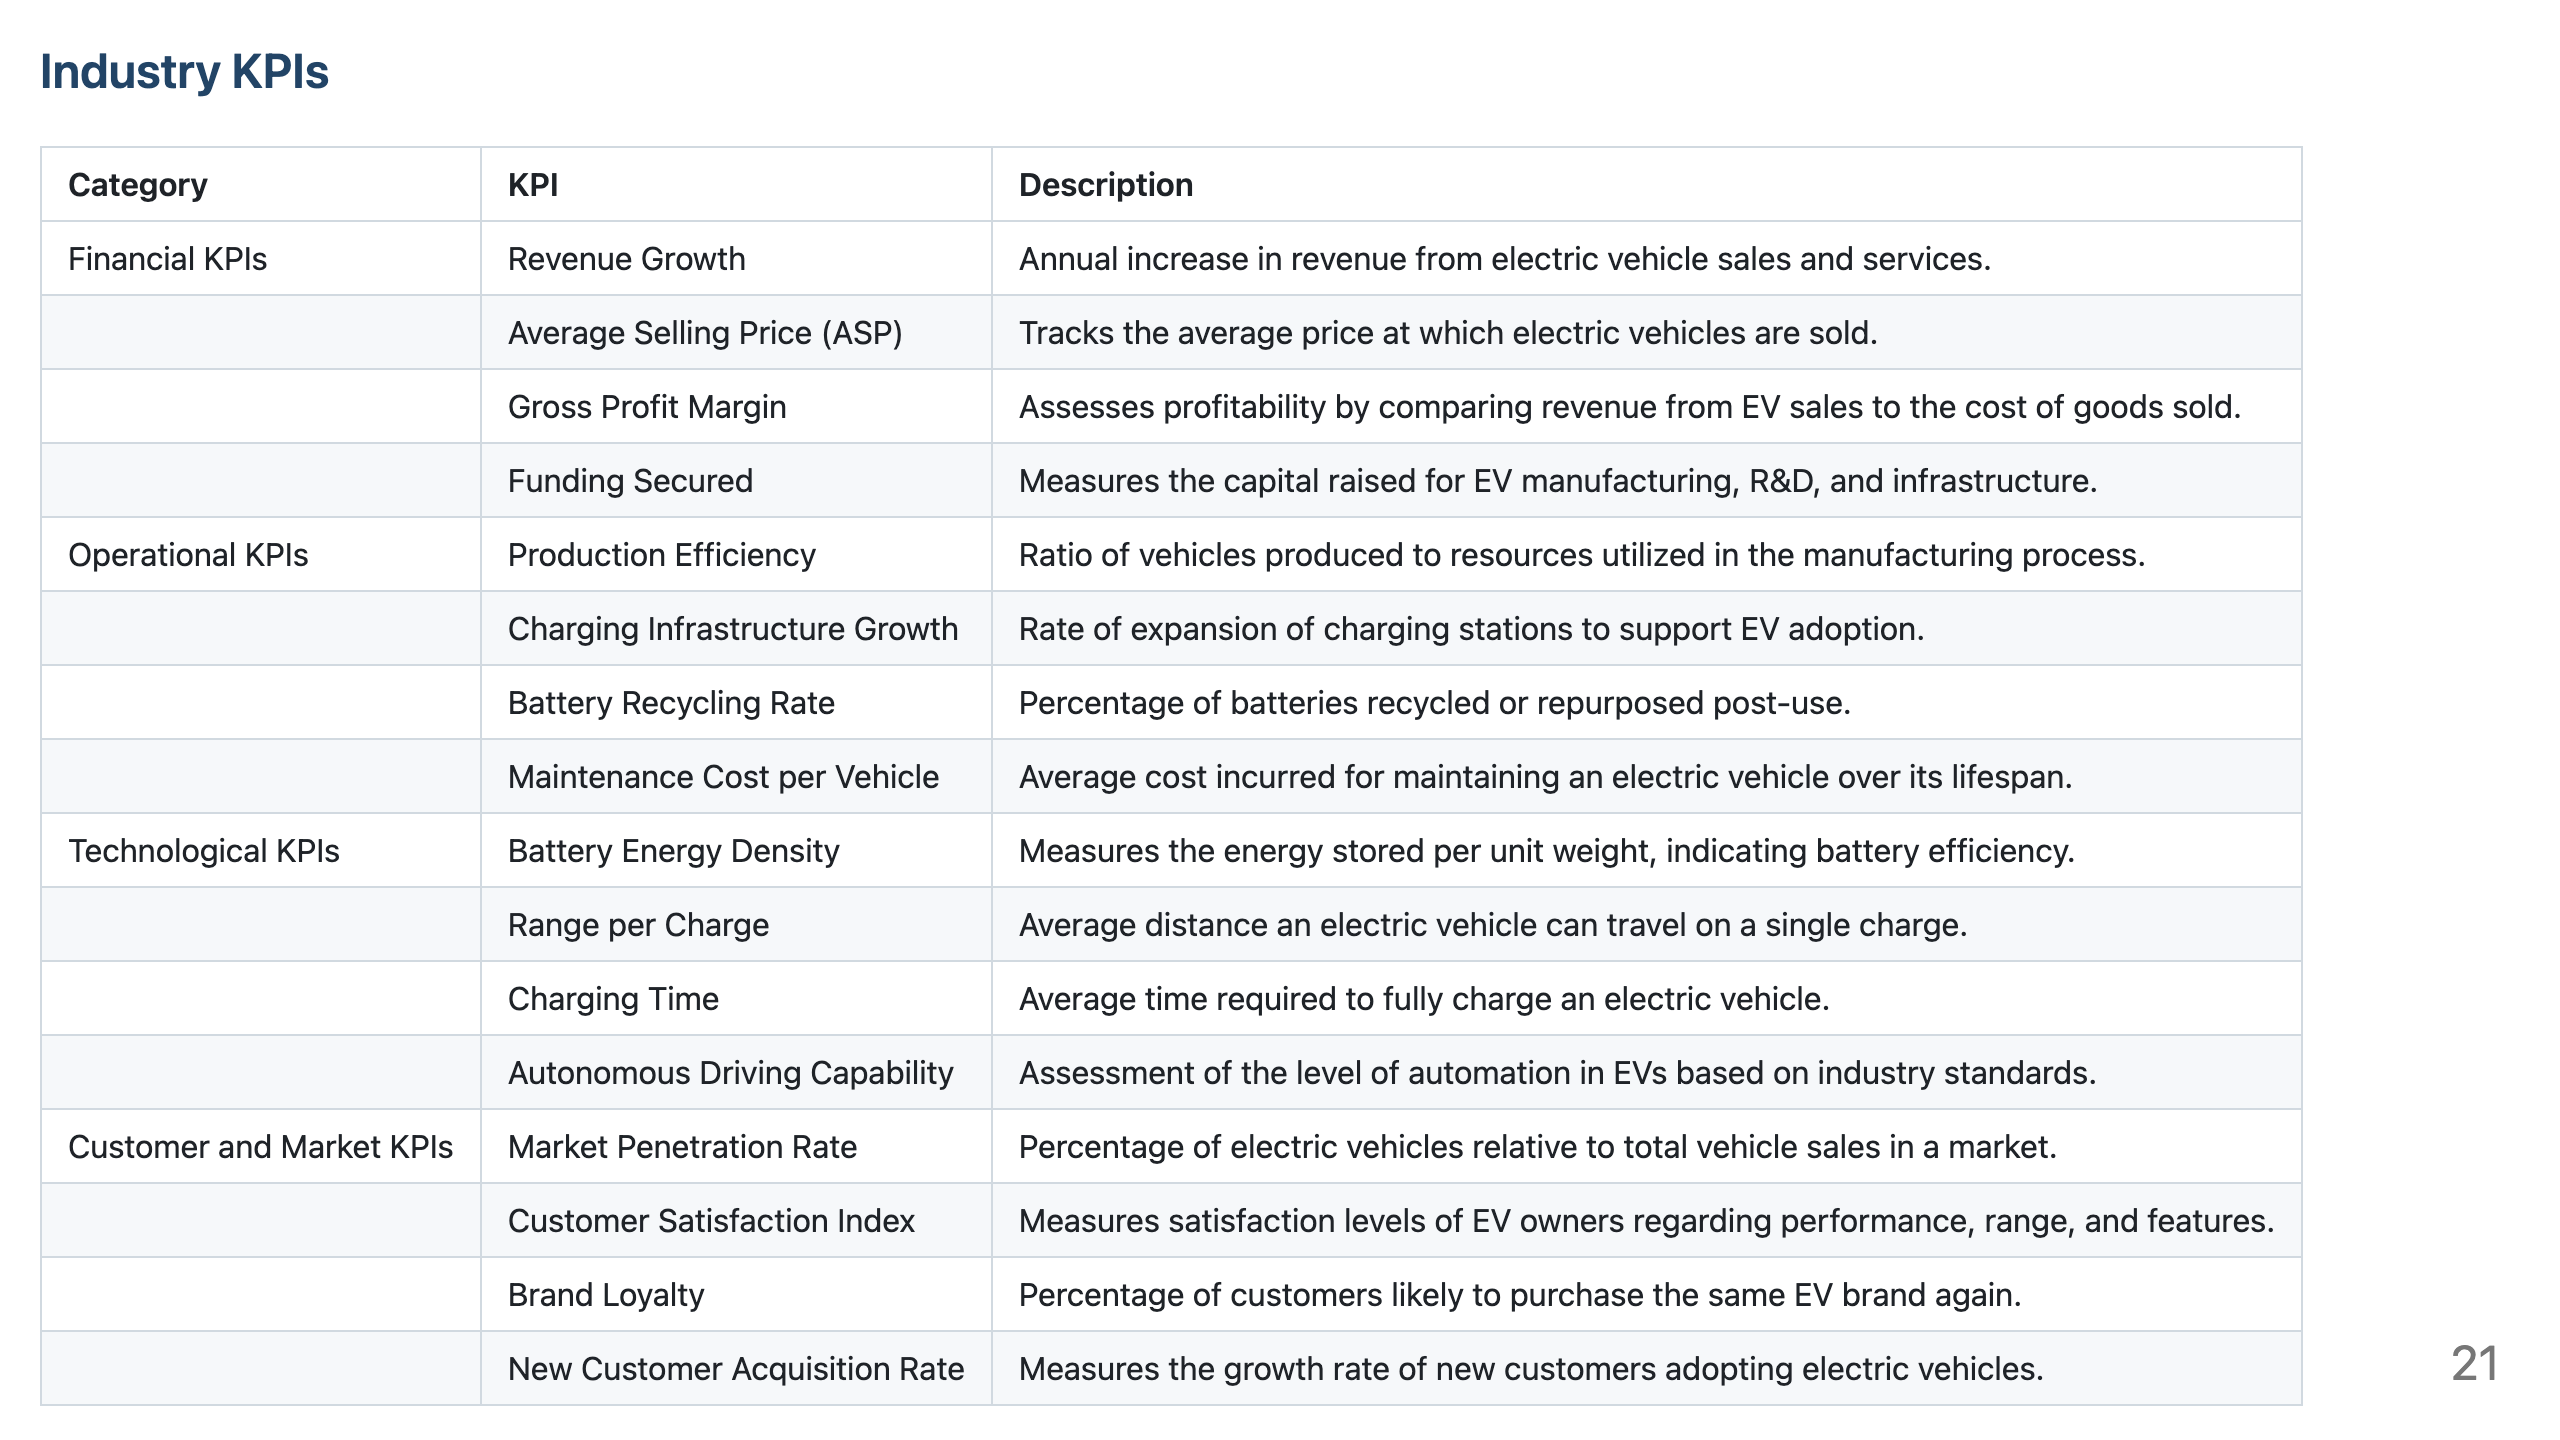 Industry KPIs
Category KPI Description
Financial KPIs Revenue Growth Annual increase in revenue from electric vehicle sales and services.
Average Selling Price (ASP) Tracks the average price at which electric vehicles are sold.
Gross Profit Margin Assesses profitability by comparing revenue from EV sales to the cost of goods sold.
Funding Secured Measures the capital raised for EV manufacturing, R&D, and infrastructure.
Operational KPIs Production Efficiency Ratio of vehicles produced to resources utilized in the manufacturing process.
Charging Infrastructure Growth Rate of expansion of charging stations to support EV adoption.
Battery Recycling Rate Percentage of batteries recycled or repurposed post-use.
Maintenance Cost per Vehicle Average cost incurred for maintaining an electric vehicle over its lifespan.
Technological KPIs Battery Energy Density Measures the energy stored per unit weight, indicating battery efficiency.
Range per Charge Average distance an electric vehicle can travel on a single charge.
Charging Time Average time required to fully charge an electric vehicle.
Autonomous Driving Capability Assessment of the level of automation in EVs based on industry standards.
Customer and Market KPIs Market Penetration Rate Percentage of electric vehicles relative to total vehicle sales in a market.
Customer Satisfaction Index Measures satisfaction levels of EV owners regarding performance, range, and features.
Brand Loyalty Percentage of customers likely to purchase the same EV brand again.
New Customer Acquisition Rate Measures the growth rate of new customers adopting electric vehicles.
21